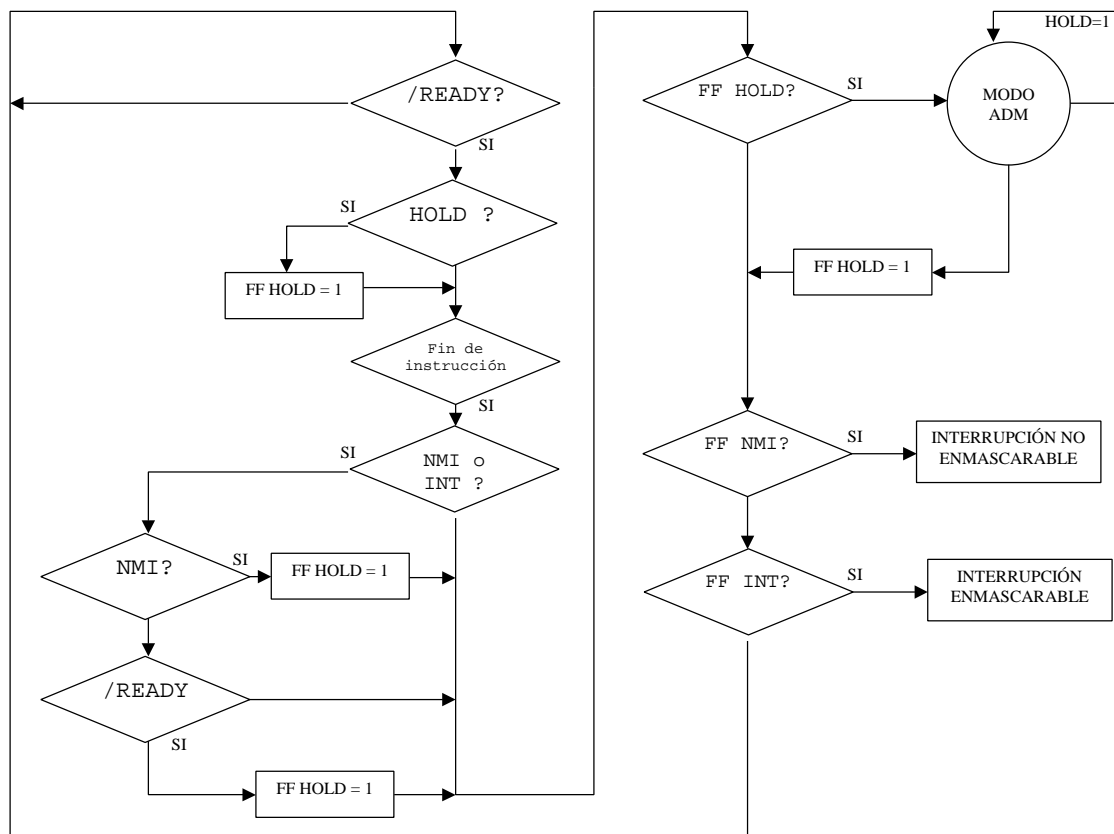 /READY?
SI
HOLD ?
SI
FF HOLD = 1
Fin de
instrucción
SI
NMI o
INT ?
SI
NMI?
SI
FF HOLD = 1
/READY
SI
FF HOLD = 1
FF HOLD?
SI
HOLD=1
MODO
ADM
FF HOLD = 1
FF NMI?
SI
INTERRUPCIÓN NO
ENMASCARABLE
FF INT?
SI
INTERRUPCIÓN
ENMASCARABLE